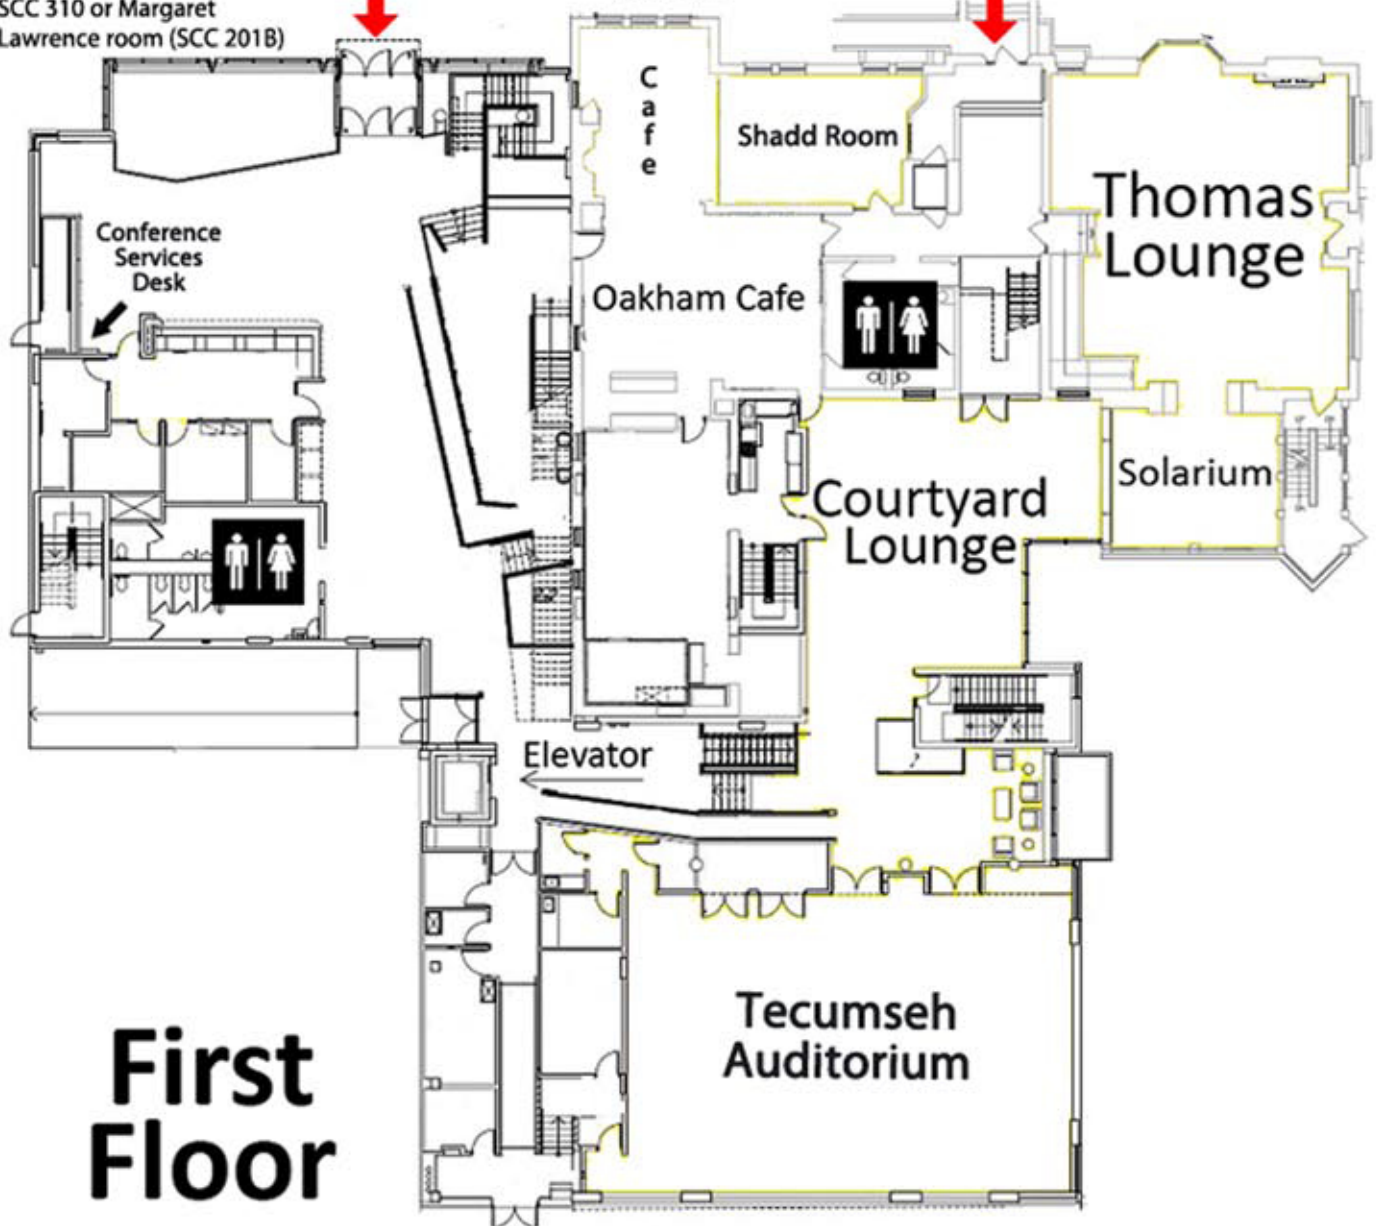 SCC 310 or Margaret
Lawrence room (SCC 201B)
C
a
f
e
Shadd Room
Thomas
Lounge
Conference
Services
Desk
Oakham Cafe
Solarium
Courtyard
Lounge
Elevator
Tecumseh
Auditorium
First
Floor